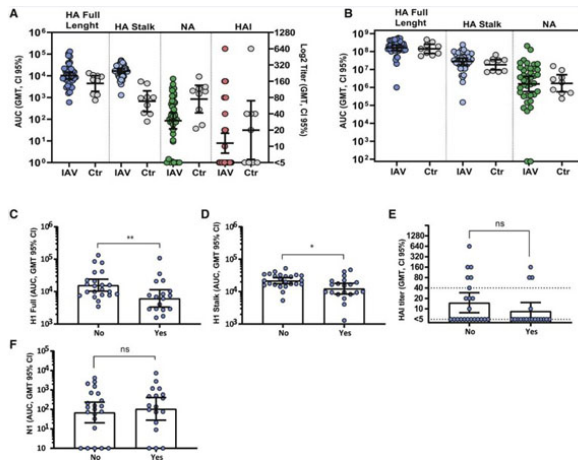 A
HA Full
Lenght
HA Stalk
NA
HAI
AUC (GMT, CI 95%)
10⁶
10⁵
10⁴
10³
10²
10¹
10⁰
1280
640
320
160
80
40
20
10
<5
Log2 Titer (GMT, CI 95%)
IAV Ctr IAV Ctr IAV Ctr IAV Ctr
B
HA Full
Lenght
HA Stalk
NA
AUC (GMT, CI 95%)
10⁹
10⁸
10⁷
10⁶
10⁵
10⁴
10³
10²
IAV Ctr IAV Ctr IAV Ctr
C
H1 Full (AUC, GMT 95% CI)
10⁶
10⁵
10⁴
10³
**
No Yes
D
H1 Stalk (AUC, GMT 95% CI)
10⁶
10⁵
10⁴
10³
*
No Yes
E
HAI titer (GMT, CI 95%)
1280
640
320
160
80
40
20
10
<5
ns
No Yes
F
N1 (AUC, GMT 95% CI)
10⁵
10⁴
10³
10²
10¹
ns
No Yes